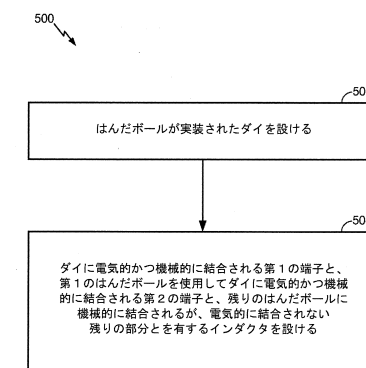 500
50
はんだボールが実装されたダイを設ける
50
ダイに電気的かつ機械的に結合される第１の端子と、
第１のはんだボールを使用してダイに電気的かつ機械
的に結合される第２の端子と、残りのはんだボールに
機械的に結合されるが、電気的に結合されない
残りの部分とを有するインダクタを設ける